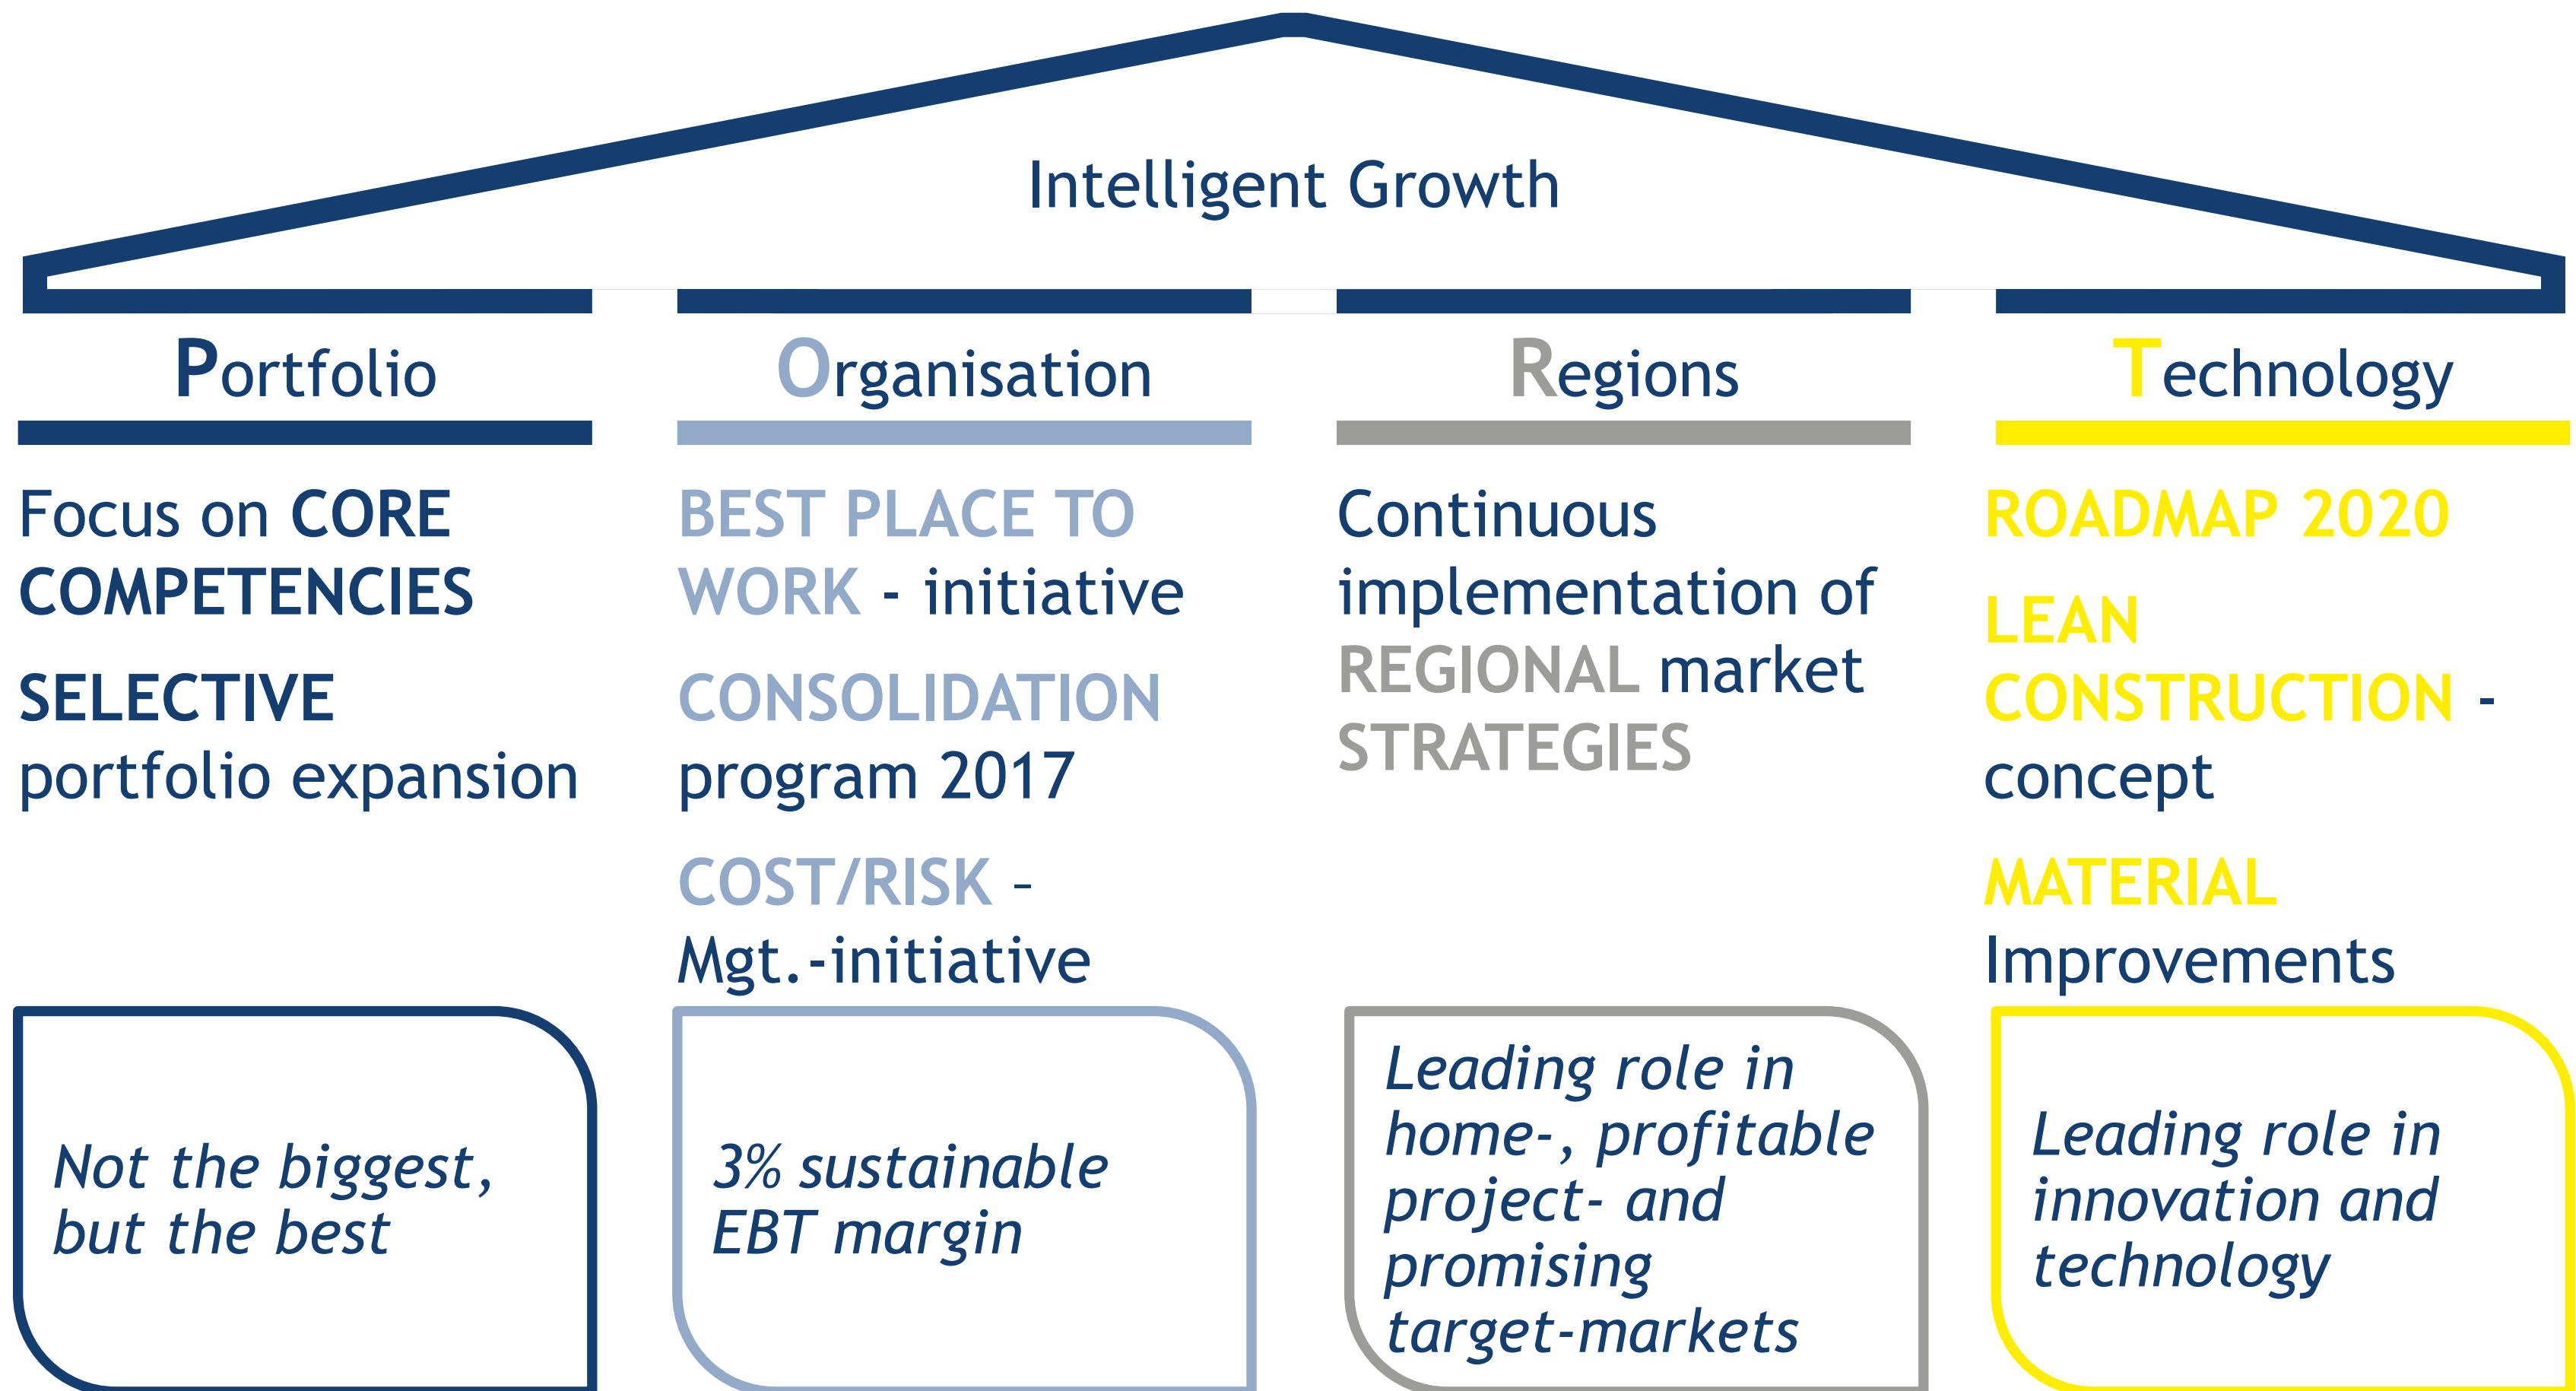 Intelligent Growth
Portfolio
Organisation
Regions
Technology
Focus on CORE
COMPETENCIES
SELECTIVE
portfolio expansion
BEST PLACE TO
WORK - initiative
CONSOLIDATION
program 2017
COST/RISK –
Mgt.-initiative
Continuous
implementation of
REGIONAL market
STRATEGIES
ROADMAP 2020
LEAN
CONSTRUCTION -
concept
MATERIAL
Improvements
Not the biggest,
but the best
3% sustainable
EBT margin
Leading role in
home-, profitable
project- and
promising
target-markets
Leading role in
innovation and
technology